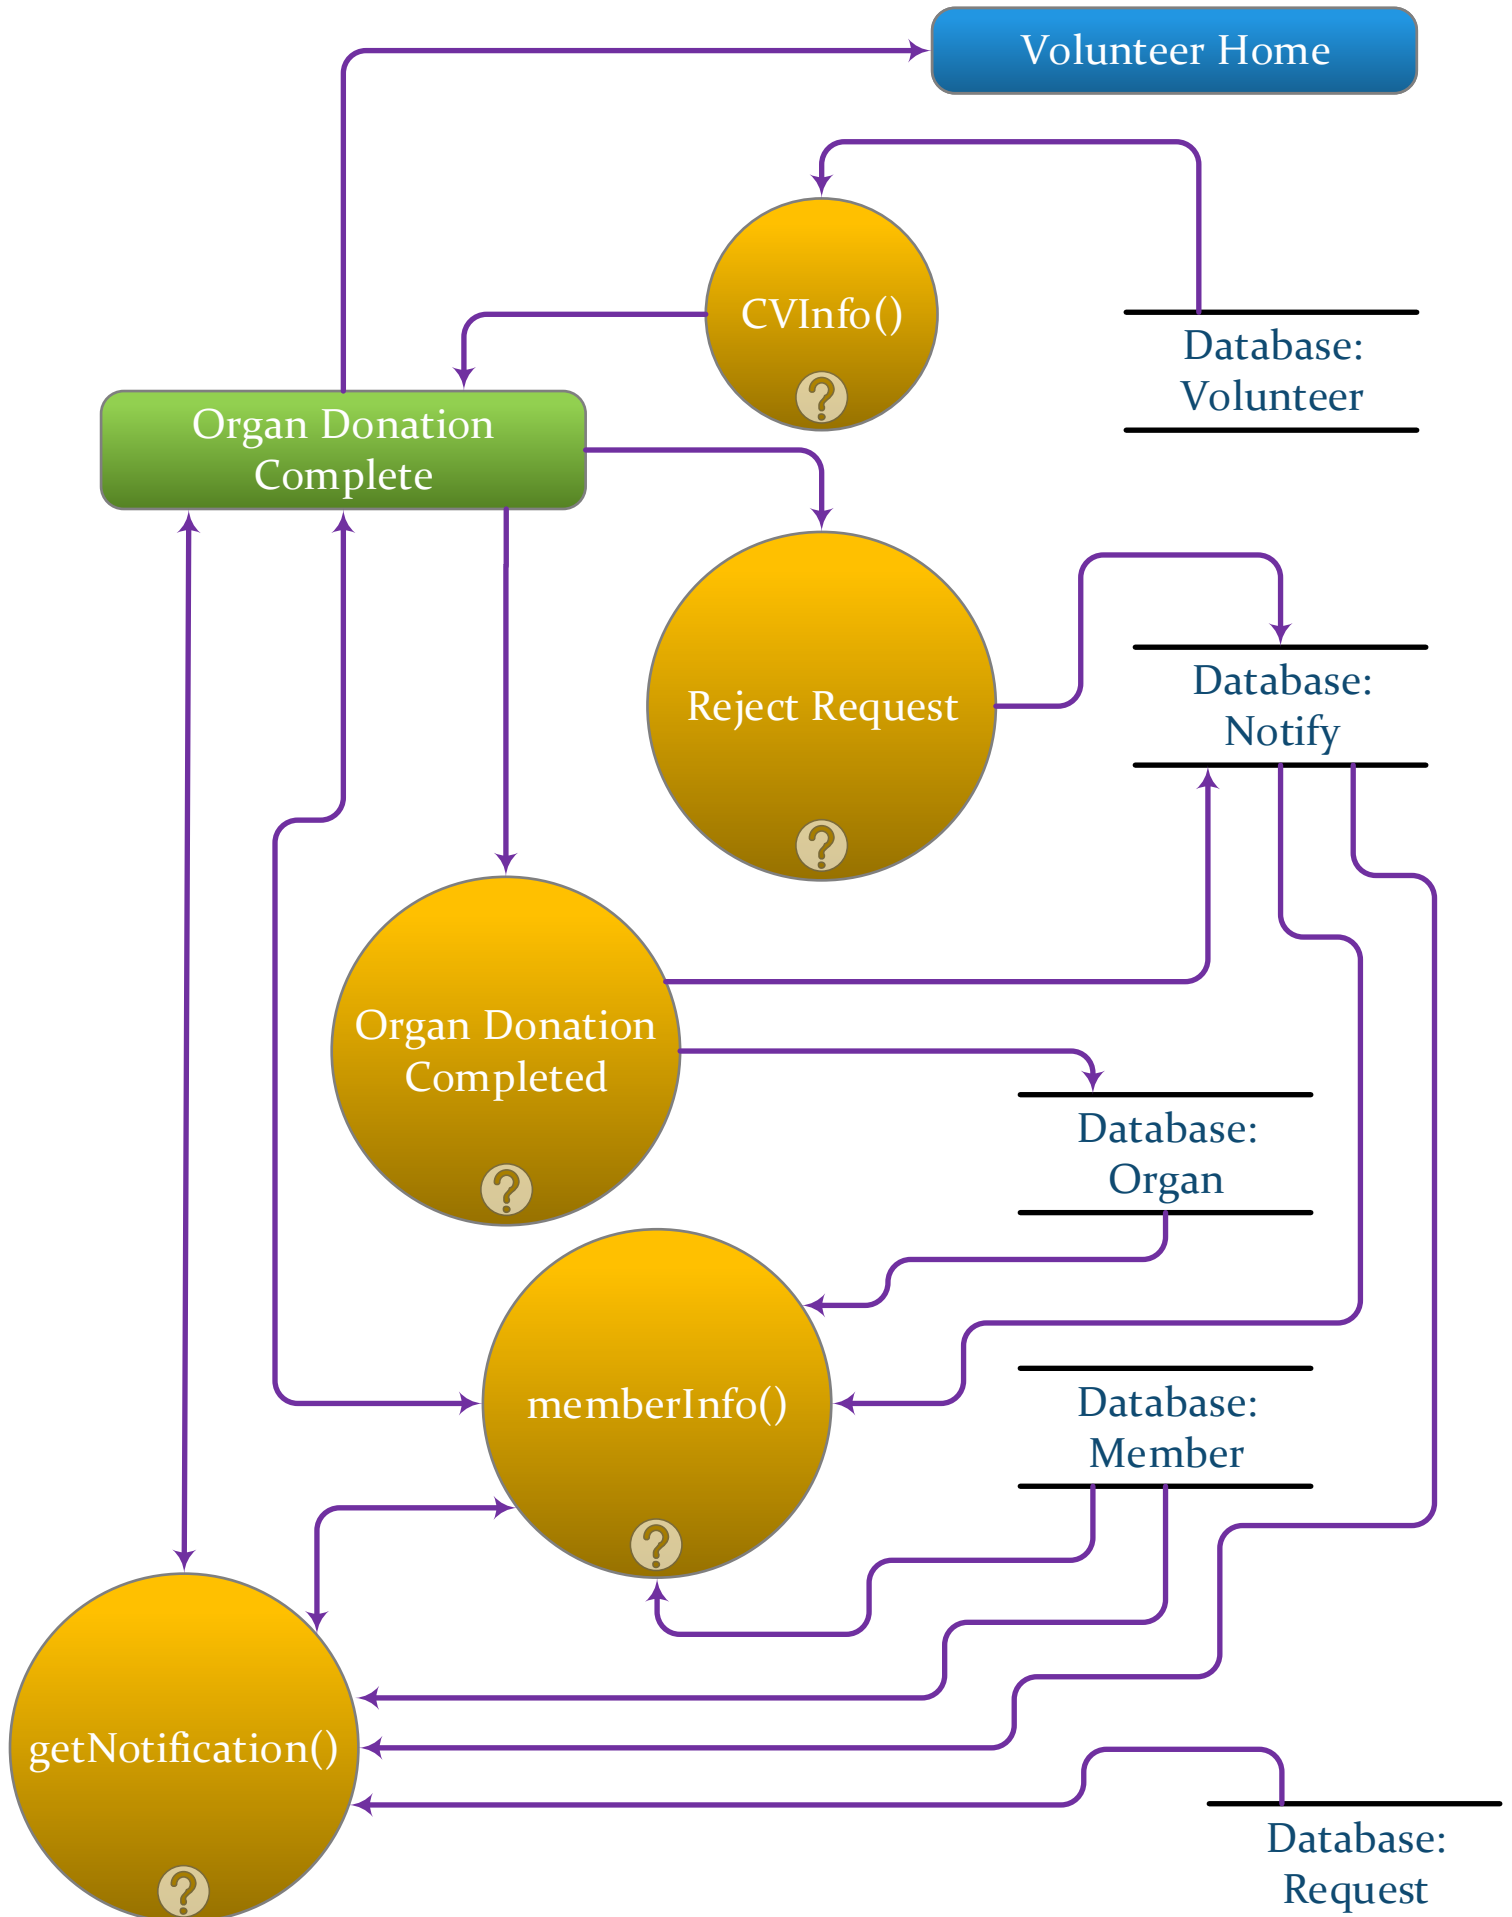 Volunteer Home
CVInfo()
Database:
Volunteer
Organ Donation
Complete
Reject Request
Database:
Notify
Organ Donation
Completed
Database:
Organ
memberInfo()
Database:
Member
getNotification()
Database:
Request